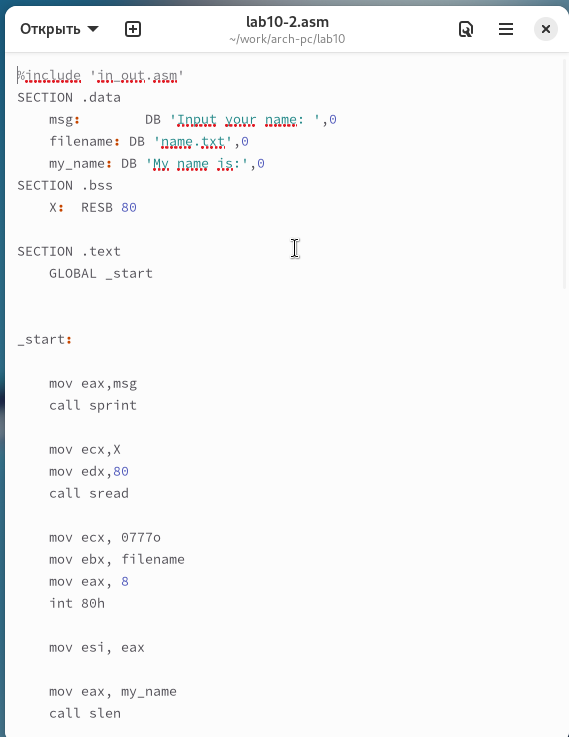 Открыть
lab10-2.asm
~/work/arch-pc/lab10
%include 'in_out.asm'
SECTION .data
msg: DB 'Input your name: ',0
filename: DB 'name.txt',0
my_name: DB 'My name is:',0
SECTION .bss
X: RESB 80
SECTION .text
GLOBAL _start
_start:
mov eax,msg
call sprint
mov ecx,X
mov edx,80
call sread
mov ecx, 0777o
mov ebx, filename
mov eax, 8
int 80h
mov esi, eax
mov eax, my_name
call slen